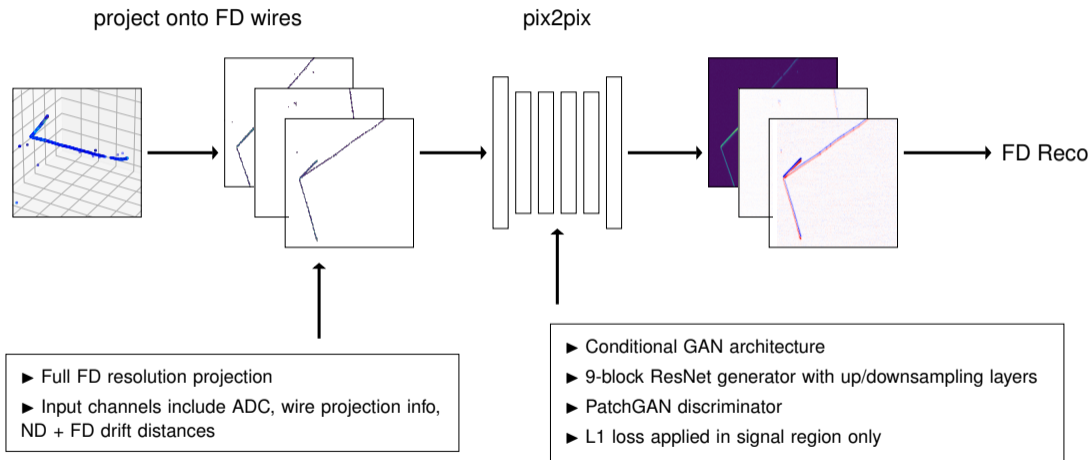 project onto FD wires
pix2pix
FD Reco
► Full FD resolution projection
► Input channels include ADC, wire projection info,
ND + FD drift distances
► Conditional GAN architecture
► 9-block ResNet generator with up/downsampling layers
► PatchGAN discriminator
► L1 loss applied in signal region only